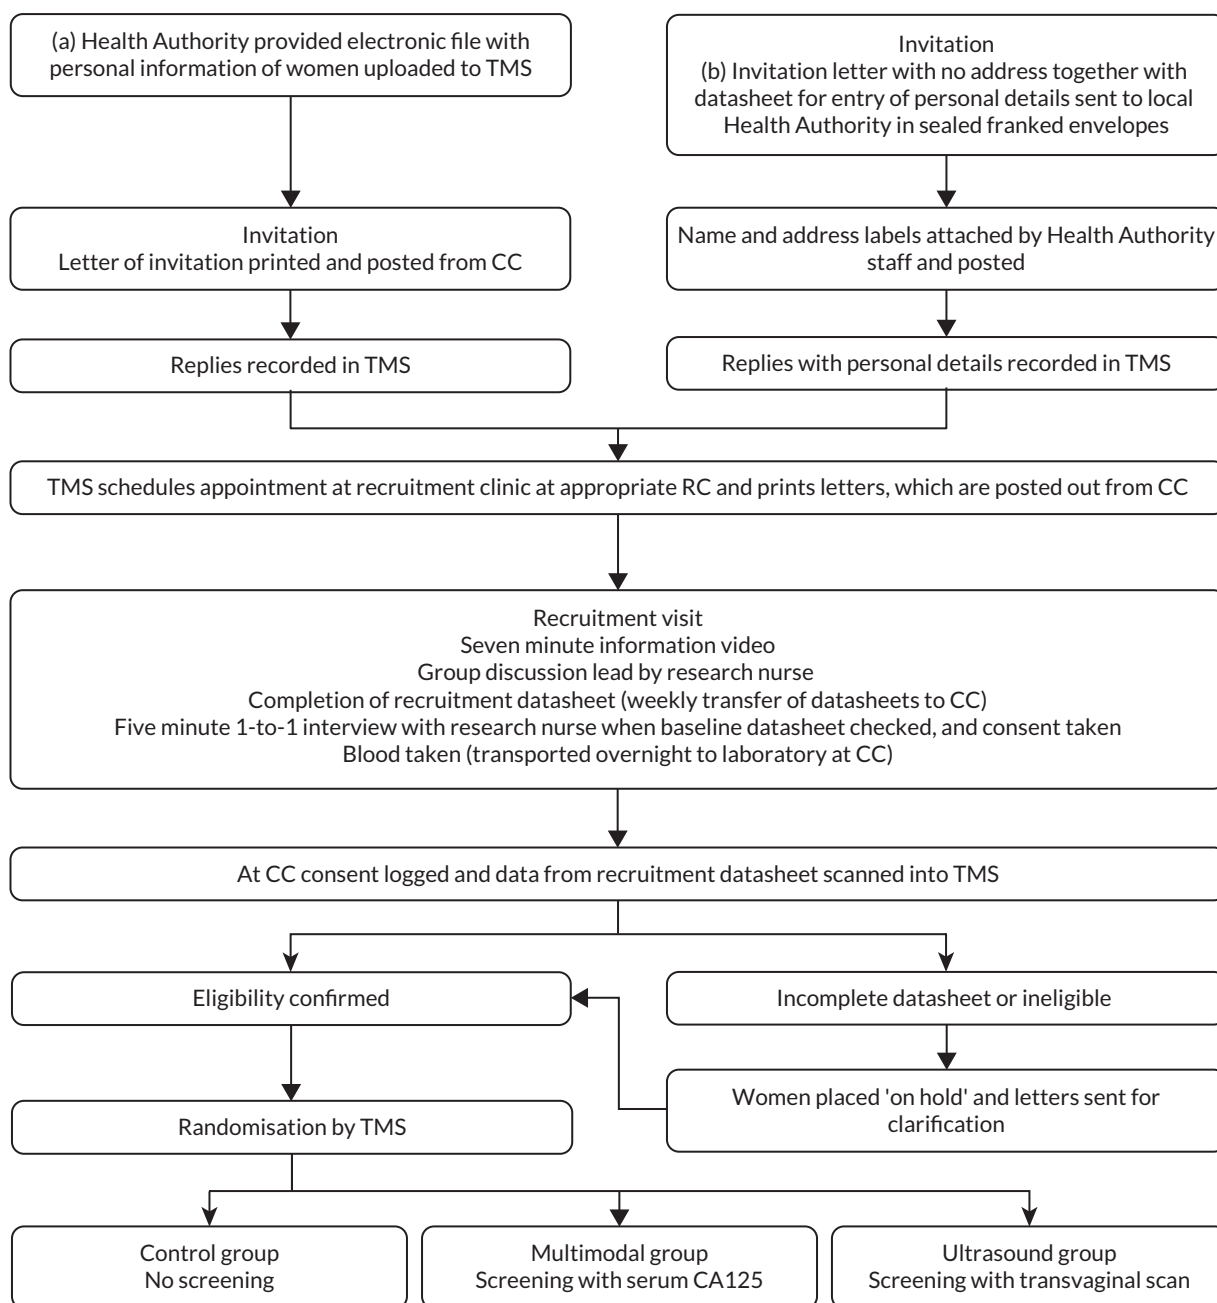 (a) Health Authority provided electronic file with
personal information of women uploaded to TMS
Invitation
(b) Invitation letter with no address together with
datasheet for entry of personal details sent to local
Health Authority in sealed franked envelopes
Invitation
Letter of invitation printed and posted from CC
Name and address labels attached by Health Authority
staff and posted
Replies recorded in TMS
Replies with personal details recorded in TMS
TMS schedules appointment at recruitment clinic at appropriate RC and prints letters, which are posted out from CC
Recruitment visit
Seven minute information video
Group discussion lead by research nurse
Completion of recruitment datasheet (weekly transfer of datasheets to CC)
Five minute 1-to-1 interview with research nurse when baseline datasheet checked, and consent taken
Blood taken (transported overnight to laboratory at CC)
At CC consent logged and data from recruitment datasheet scanned into TMS
Eligibility confirmed
Incomplete datasheet or ineligible
Women placed 'on hold' and letters sent for
clarification
Randomisation by TMS
Control group
No screening
Multimodal group
Screening with serum CA125
Ultrasound group
Screening with transvaginal scan